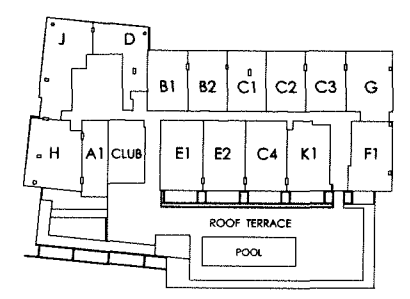 J D
B1 B2 C1 C2 C3 G
H A1 CLUB E1 E2 C4 K1 F1
ROOF TERRACE
POOL